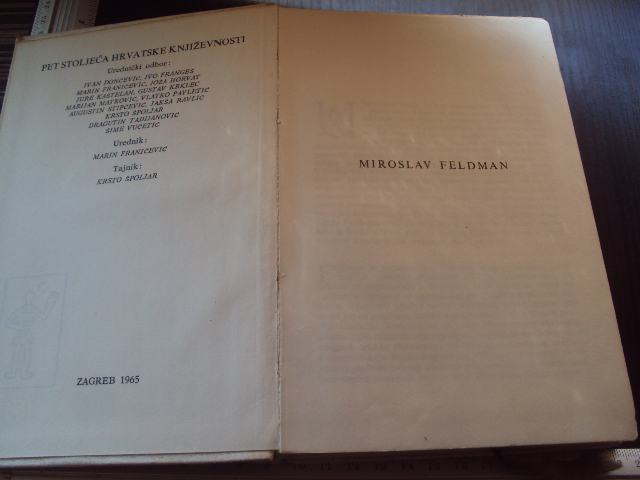 PET STOLJEĆA HRVATSKE KNJIŽEVNOSTI
Urednički odbor:
IVAN DONČEVIĆ, IVO FRANGEŠ
MARIN FRANIČEVIĆ, JOŽA HORVAT
JURE KAŠTELAN, GUSTAV KRKLEC
MARIJAN MATKOVIĆ, VLATKO PAVLETIĆ
AUGUSTIN STIPČEVIĆ, JAKŠA RAVLIĆ
KRSTO ŠPOLJAR
DRAGUTIN TADIJANOVIĆ
ŠIME VUČETIĆ
Urednik:
MARIN FRANIČEVIĆ
Tajnik:
KRSTO ŠPOLJAR
ZAGREB 1965
MIROSLAV FELDMAN